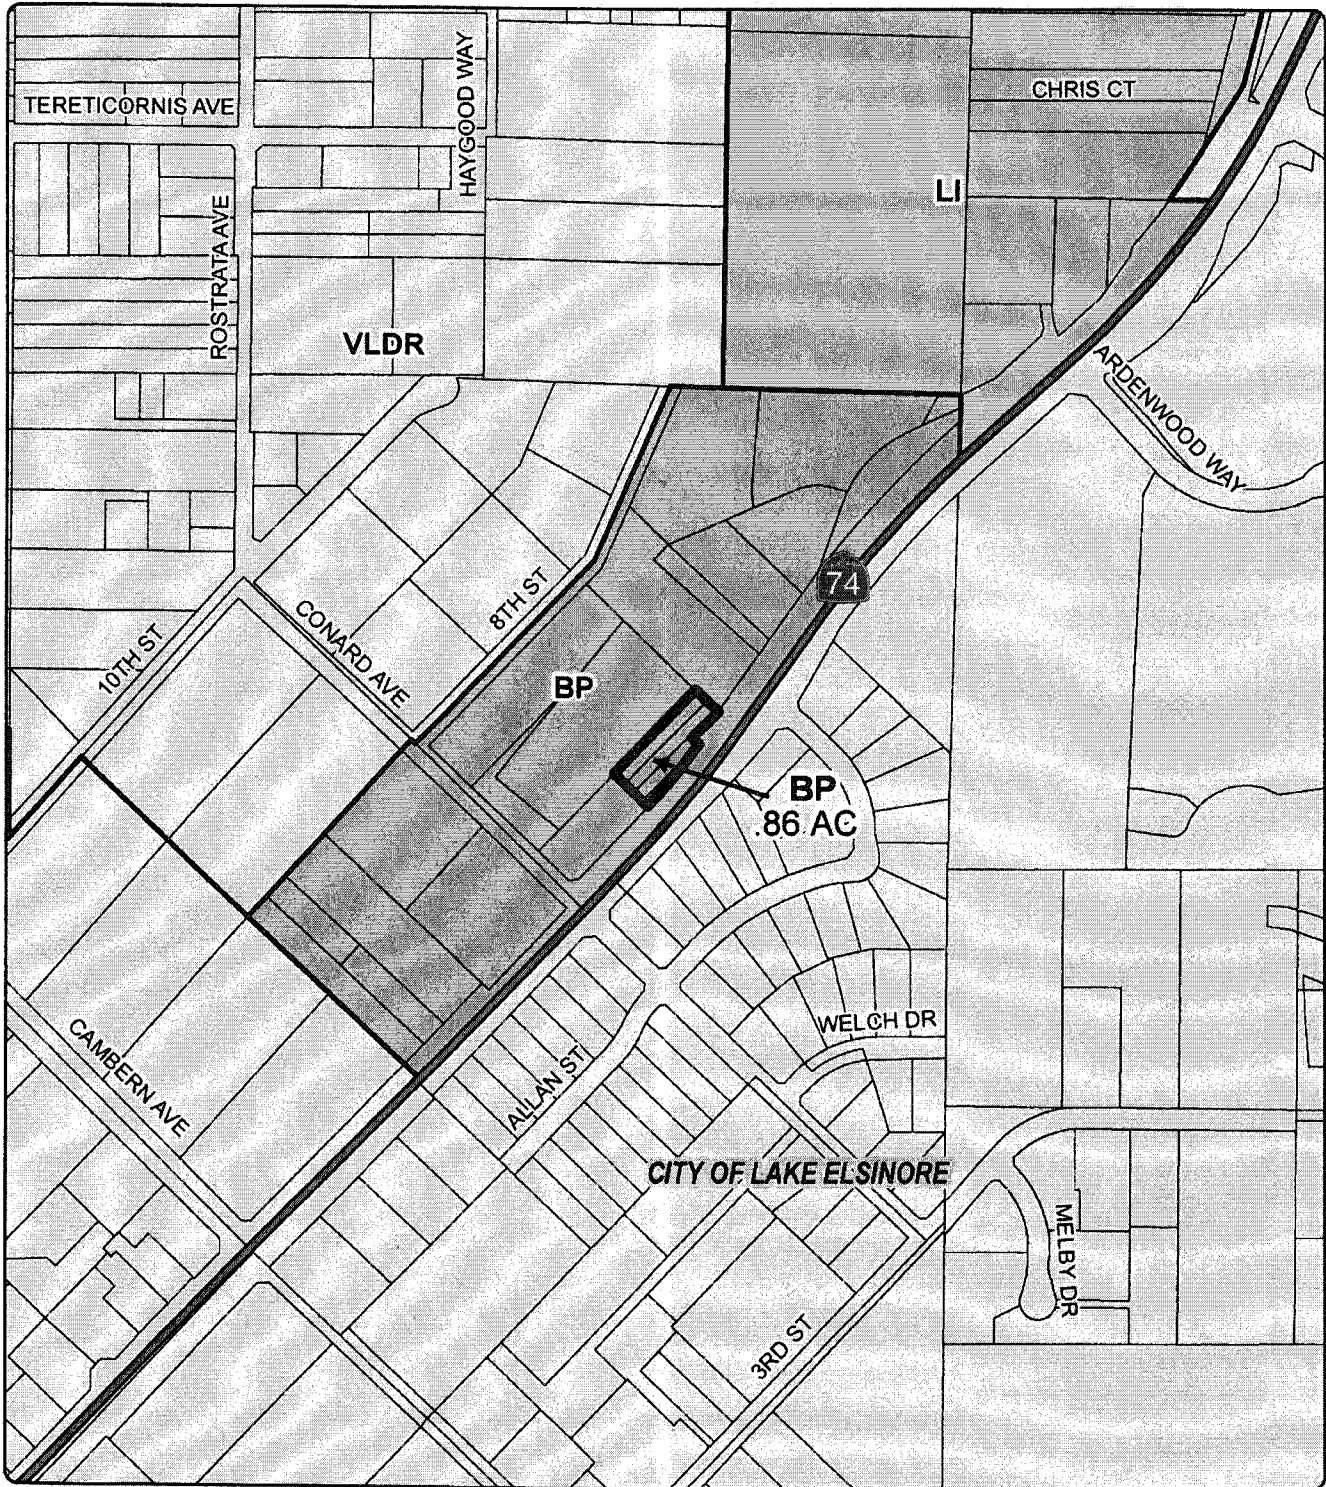 TERETICORNIS AVE
HAYGOOD WAY
CHRIS CT
LI
ROSTRATA AVE
VLDR
ARDENWOOD WAY
74
8TH ST
CONARD AVE
10TH ST
BP
BP
.86 AC
CAMBERN AVE
WELCH DR
ALLAN ST
CITY OF LAKE ELSINORE
MELBY DR
3RD ST